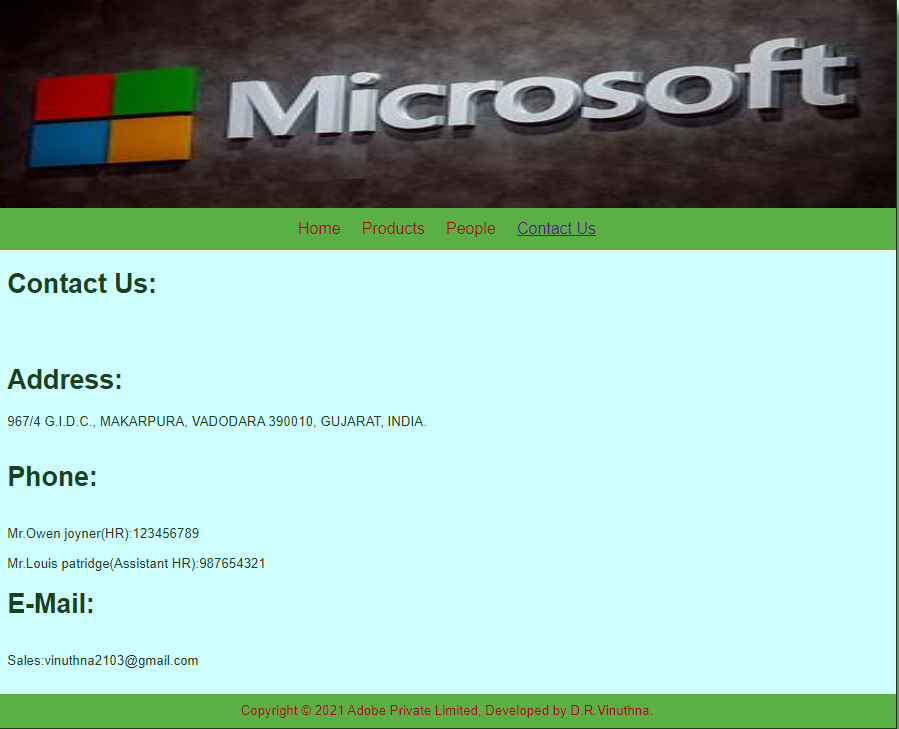 Microsoft
Home Products People Contact Us
Contact Us:
Address:
967/4 G.I.D.C., MAKARPURA, VADODARA 390010, GUJARAT, INDIA.
Phone:
Mr.Owen joyner(HR):123456789
Mr.Louis patridge(Assistant HR):987654321
E-Mail:
Sales:vinuthna2103@gmail.com
Copyright © 2021 Adobe Private Limited, Developed by D.R.Vinuthna.